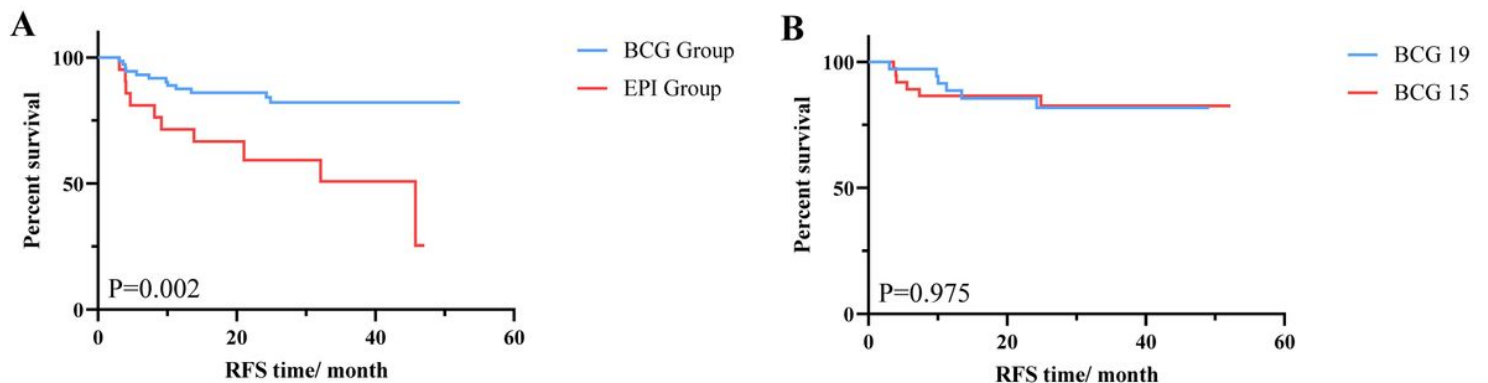 A
100
50
0
Percent survival
P=0.002
0 20 40 60
RFS time/ month
BCG Group
EPI Group
B
100
50
0
Percent survival
P=0.975
0 20 40 60
RFS time/ month
BCG 19
BCG 15